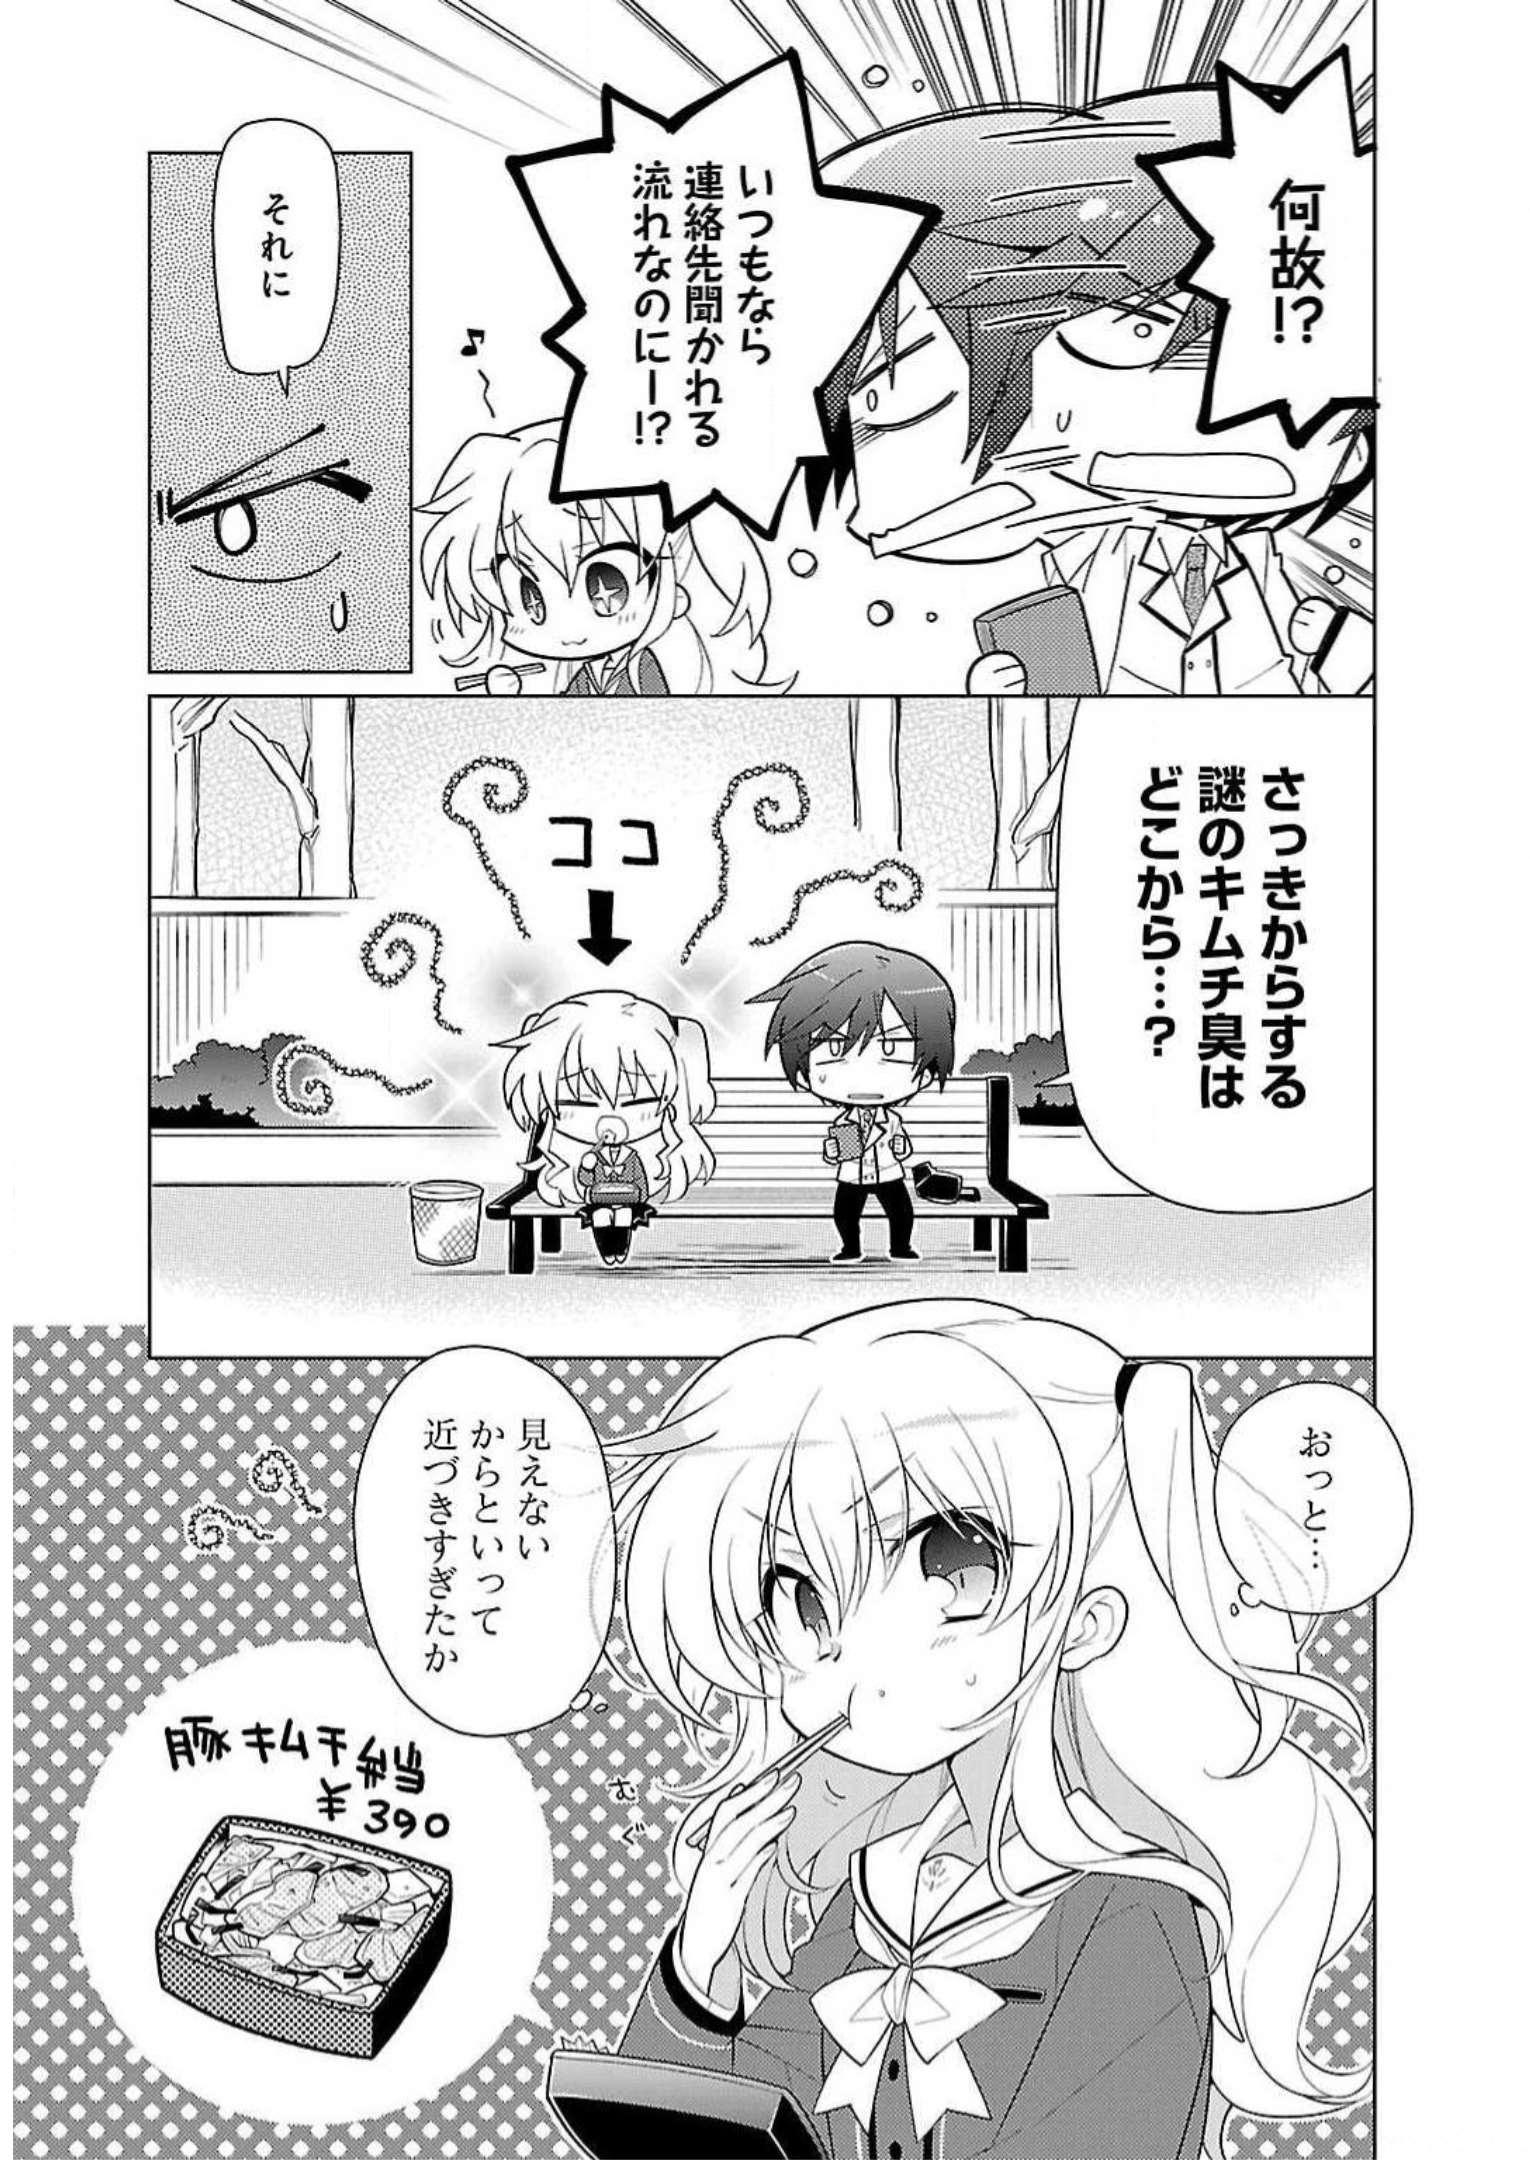 何故!?
いつもなら
連絡先聞かれる
流れなのにー!?
♪
それに
さっきからする
謎のキムチ臭は
どこから…?
ココ
おっと…
見えない
からといって
近づきすぎたか
むぐ
豚キムチ弁当
¥390